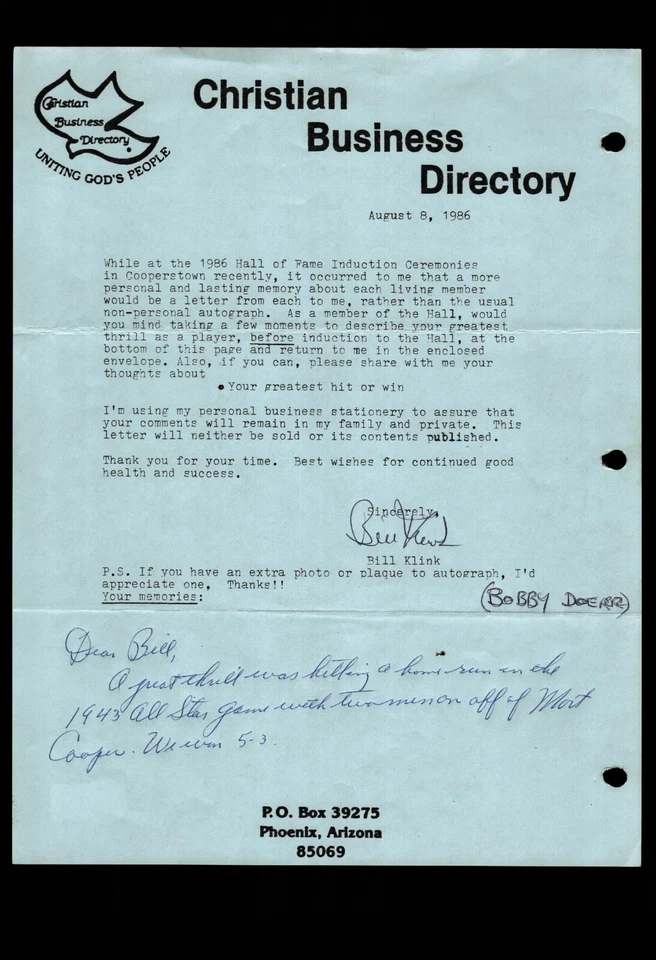 Christian
Business
Directory
UNITING GOD'S PEOPLE
Christian
Business
Directory
August 8, 1986
While at the 1986 Hall of Fame Induction Ceremonies
in Cooperstown recently, it occurred to me that a more
personal and lasting memory about each living member
would be a letter from each to me, rather than the usual
non-personal autograph. As a member of the Hall, would
you mind taking a few moments to describe your greatest
thrill as a player, before induction to the Hall, at the
bottom of this page and return to me in the enclosed
envelope. Also, if you can, please share with me your
thoughts about
•Your greatest hit or win
I'm using my personal business stationery to assure that
your comments will remain in my family and private. This
letter will neither be sold or its contents published.
Thank you for your time. Best wishes for continued good
health and success.
Sincerely,
Bill Klink
Bill Klink
P.S. If you have an extra photo or plaque to autograph, I'd
appreciate one, Thanks!!
Your memories:
(BOBBY DOERR)
Dear Bill,
A great thrill was hitting a home run in the
1943 All Star game with two men on off of Mort
Cooper. We won 5-3.
P.O. Box 39275
Phoenix, Arizona
85069